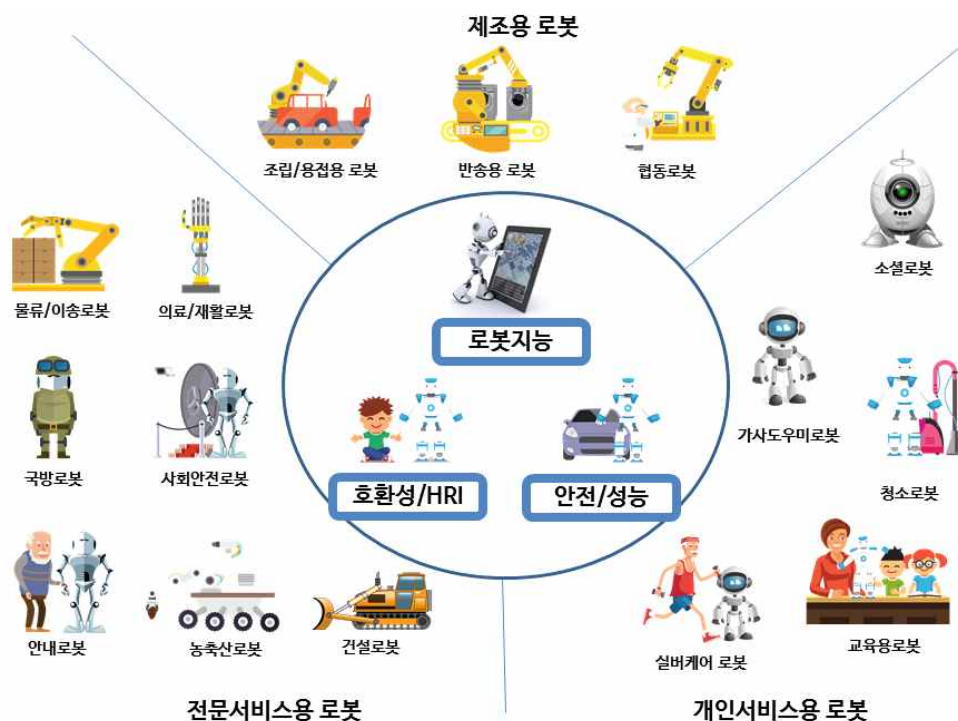 제조용 로봇
조립/용접용 로봇
반송용 로봇
협동로봇
소셜로봇
물류/이송로봇
의료/재활로봇
로봇지능
가사도우미로봇
국방로봇
사회안전로봇
호환성/HRI
안전/성능
청소로봇
안내로봇
농축산로봇
건설로봇
실버케어 로봇
교육용로봇
전문서비스용 로봇
개인서비스용 로봇